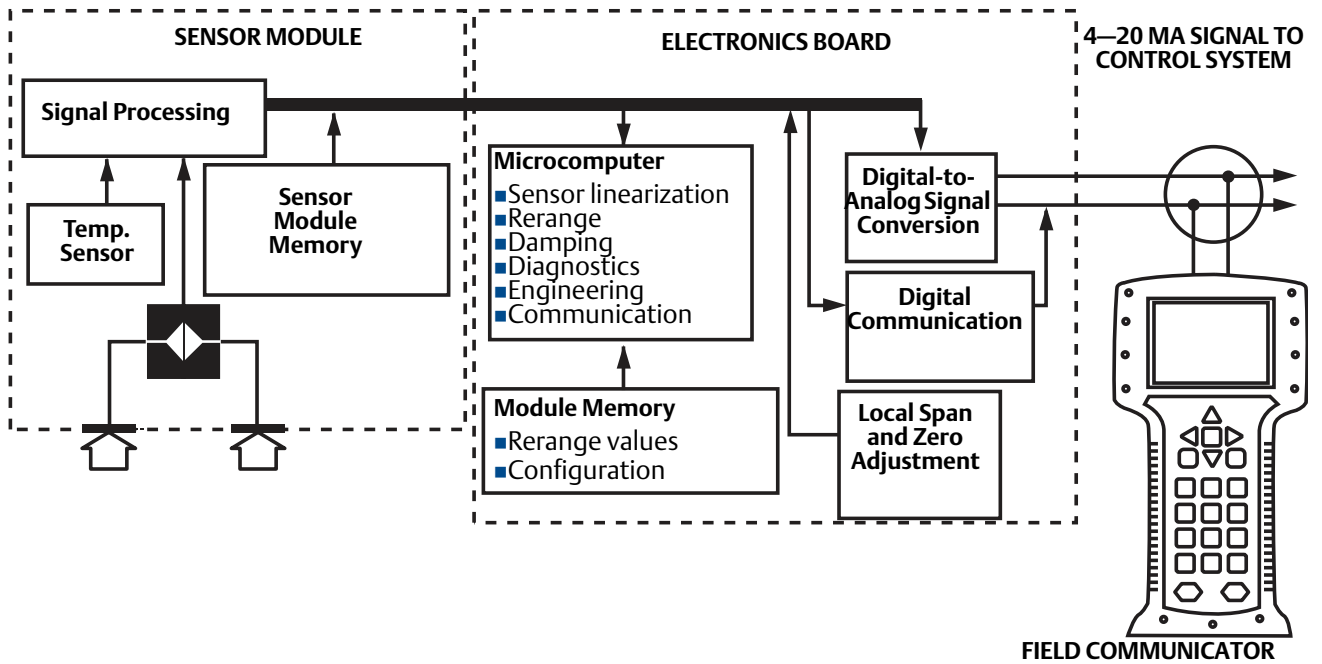 SENSOR MODULE
Signal Processing
Temp.
Sensor
Sensor
Module
Memory
ELECTRONICS BOARD
Microcomputer
■Sensor linearization
■Rerange
■Damping
■Diagnostics
■Engineering
■Communication
Module Memory
■Rerange values
■Configuration
Digital-to-
Analog Signal
Conversion
Digital
Communication
Local Span
and Zero
Adjustment
4—20 MA SIGNAL TO
CONTROL SYSTEM
FIELD COMMUNICATOR